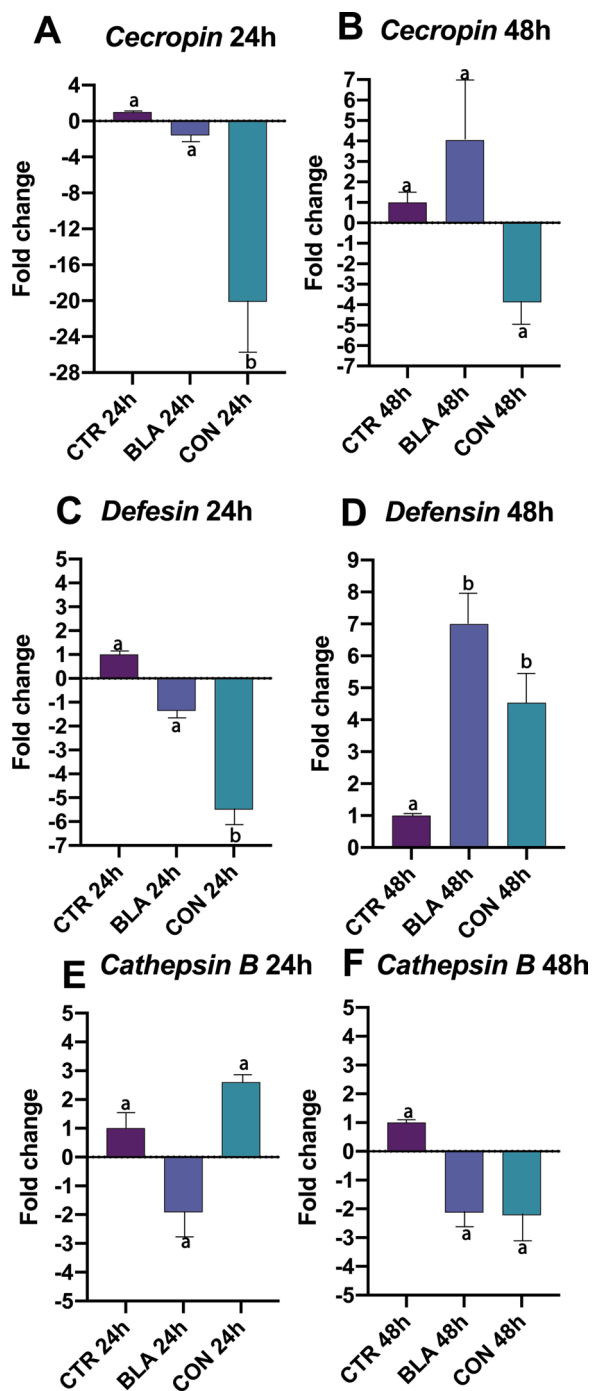 A Cecropin 24h
Fold change
4
0
-4
-8
-12
-16
-20
-24
-28
a
a
b
CTR 24h
BLA 24h
CON 24h
B Cecropin 48h
Fold change
7
6
5
4
3
2
1
0
-1
-2
-3
-4
-5
-6
-7
a
a
a
CTR 48h
BLA 48h
CON 48h
C Defesin 24h
Fold change
5
4
3
2
1
0
-1
-2
-3
-4
-5
-6
-7
a
a
b
CTR 24h
BLA 24h
CON 24h
D Defensin 48h
Fold change
9
8
7
6
5
4
3
2
1
0
a
b
b
CTR 48h
BLA 48h
CON 48h
E Cathepsin B 24h
Fold change
5
4
3
2
1
0
-1
-2
-3
-4
-5
a
a
a
CTR 24h
BLA 24h
CON 24h
F Cathepsin B 48h
Fold change
5
4
3
2
1
0
-1
-2
-3
-4
-5
a
a
a
CTR 48h
BLA 48h
CON 48h